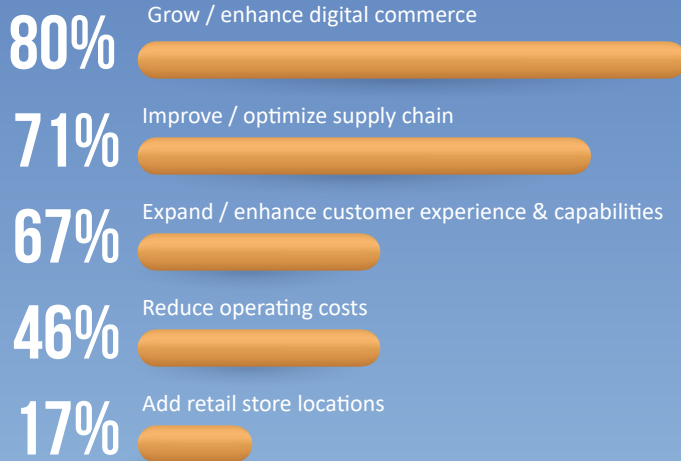 Grow / enhance digital commerce
80%
Improve / optimize supply chain
71%
Expand / enhance customer experience & capabilities
67%
Reduce operating costs
46%
Add retail store locations
17%